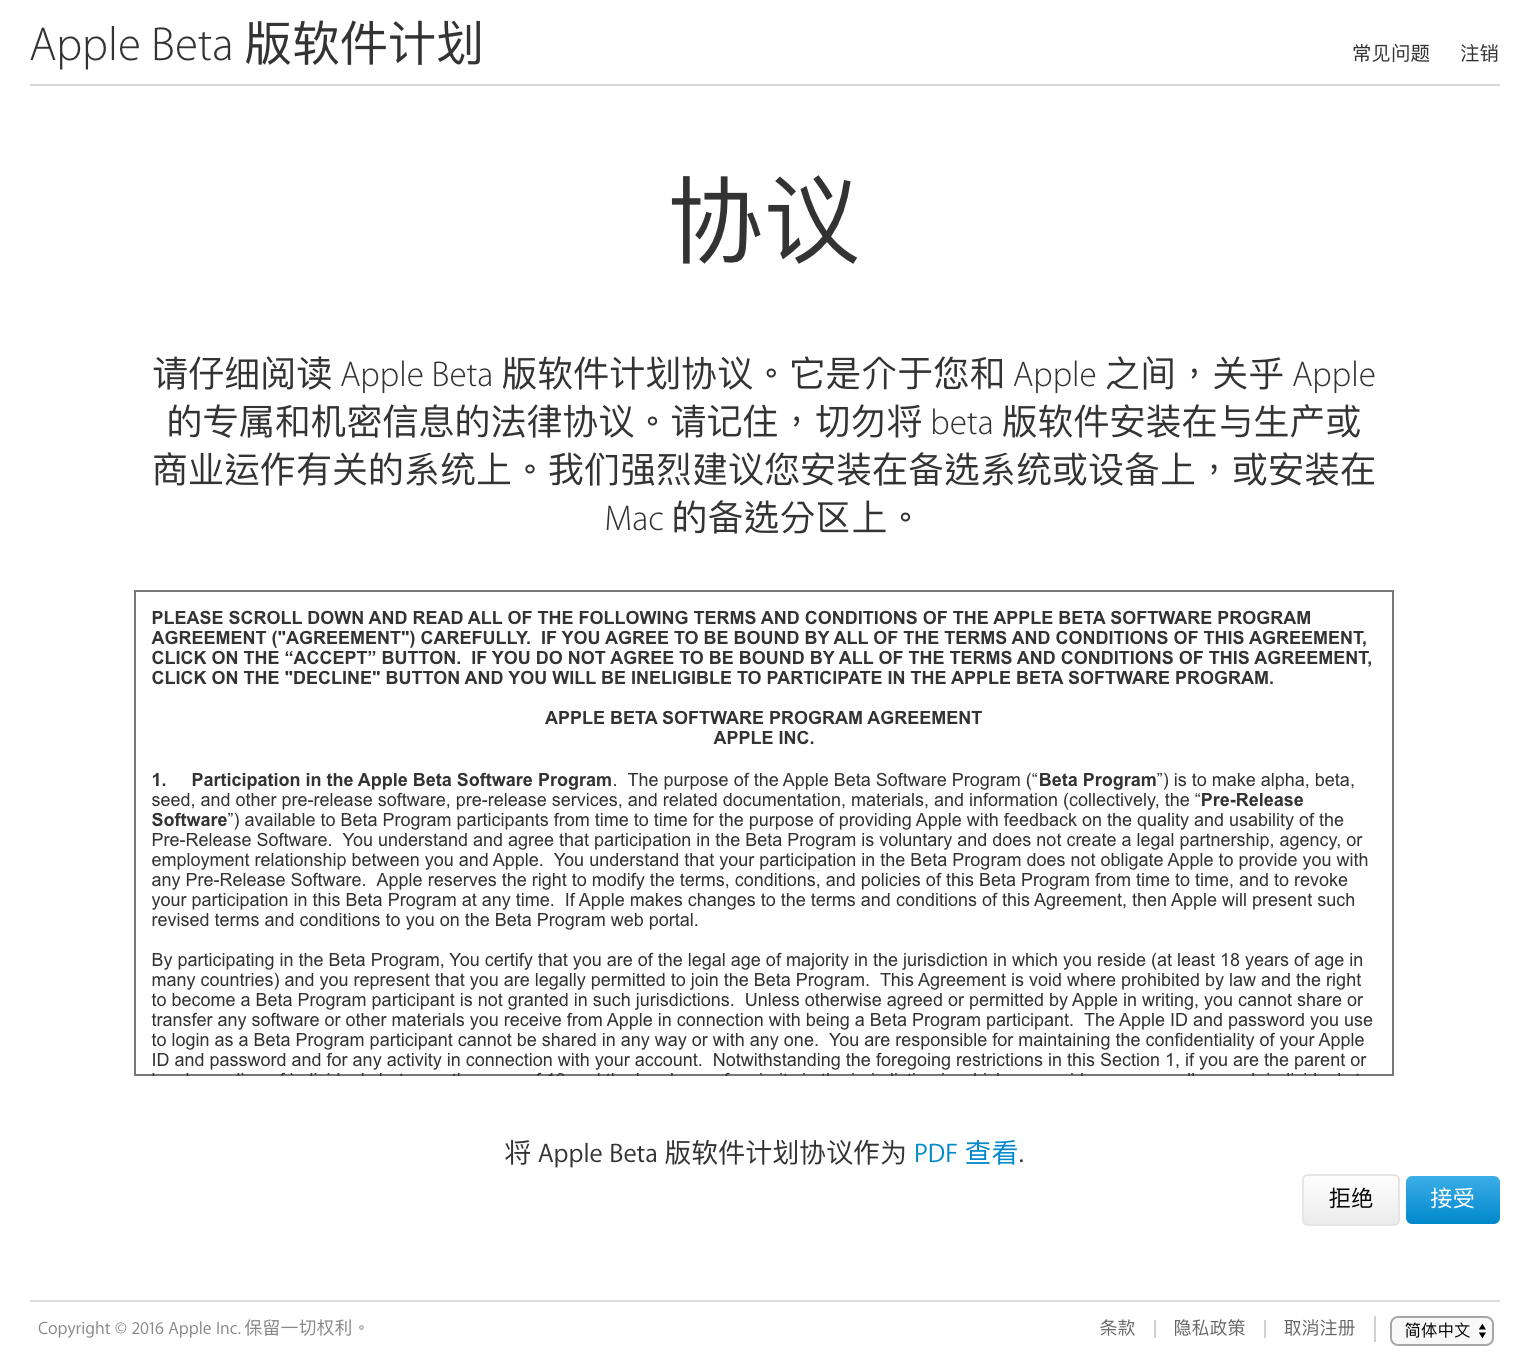 Apple Beta 版软件计划
常见问题 注销
协议
请仔细阅读 Apple Beta 版软件计划协议。它是介于您和 Apple 之间，关乎 Apple
的专属和机密信息的法律协议。请记住，切勿将 beta 版软件安装在与生产或
商业运作有关的系统上。我们强烈建议您安装在备选系统或设备上，或安装在
Mac 的备选分区上。
PLEASE SCROLL DOWN AND READ ALL OF THE FOLLOWING TERMS AND CONDITIONS OF THE APPLE BETA SOFTWARE PROGRAM
AGREEMENT ("AGREEMENT") CAREFULLY.  IF YOU AGREE TO BE BOUND BY ALL OF THE TERMS AND CONDITIONS OF THIS AGREEMENT,
CLICK ON THE “ACCEPT” BUTTON.  IF YOU DO NOT AGREE TO BE BOUND BY ALL OF THE TERMS AND CONDITIONS OF THIS AGREEMENT,
CLICK ON THE "DECLINE" BUTTON AND YOU WILL BE INELIGIBLE TO PARTICIPATE IN THE APPLE BETA SOFTWARE PROGRAM.
APPLE BETA SOFTWARE PROGRAM AGREEMENT
APPLE INC.
1. Participation in the Apple Beta Software Program.  The purpose of the Apple Beta Software Program (“Beta Program”) is to make alpha, beta,
seed, and other pre-release software, pre-release services, and related documentation, materials, and information (collectively, the “Pre-Release
Software”) available to Beta Program participants from time to time for the purpose of providing Apple with feedback on the quality and usability of the
Pre-Release Software.  You understand and agree that participation in the Beta Program is voluntary and does not create a legal partnership, agency, or
employment relationship between you and Apple.  You understand that your participation in the Beta Program does not obligate Apple to provide you with
any Pre-Release Software.  Apple reserves the right to modify the terms, conditions, and policies of this Beta Program from time to time, and to revoke
your participation in this Beta Program at any time.  If Apple makes changes to the terms and conditions of this Agreement, then Apple will present such
revised terms and conditions to you on the Beta Program web portal.
By participating in the Beta Program, You certify that you are of the legal age of majority in the jurisdiction in which you reside (at least 18 years of age in
many countries) and you represent that you are legally permitted to join the Beta Program.  This Agreement is void where prohibited by law and the right
to become a Beta Program participant is not granted in such jurisdictions.  Unless otherwise agreed or permitted by Apple in writing, you cannot share or
transfer any software or other materials you receive from Apple in connection with being a Beta Program participant.  The Apple ID and password you use
to login as a Beta Program participant cannot be shared in any way or with any one.  You are responsible for maintaining the confidentiality of your Apple
ID and password and for any activity in connection with your account.  Notwithstanding the foregoing restrictions in this Section 1, if you are the parent or
将 Apple Beta 版软件计划协议作为 PDF 查看.
拒绝 接受
Copyright © 2016 Apple Inc. 保留一切权利。
条款 隐私政策 取消注册 简体中文